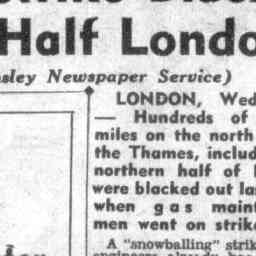 Half Londo
sley Newspaper Service)
LONDON, Wed
— Hundreds of
miles on the north
the Thames, includ
northern half of
were blacked out la
when gas maint
men went on strik
A "snowballing" strik